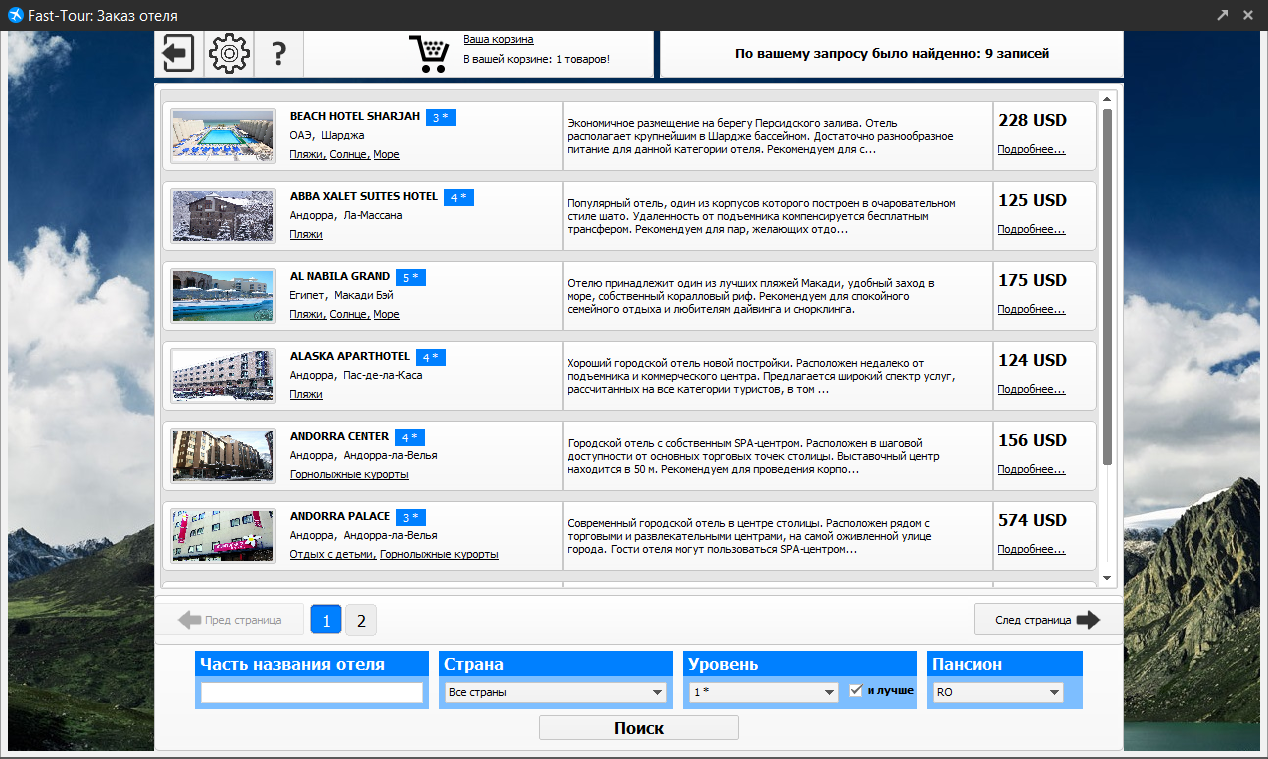 Fast-Tour: Заказ отеля
?
Ваша корзина
В вашей корзине: 1 товаров!
По вашему запросу было найденно: 9 записей
BEACH HOTEL SHARJAH 3 *
ОАЭ, Шарджа
Пляжи, Солнце, Море
Экономичное размещение на берегу Персидского залива. Отель
располагает крупнейшим в Шардже бассейном. Достаточно разнообразное
питание для данной категории отеля. Рекомендуем для с...
228 USD
Подробнее...
ABBA XALET SUITES HOTEL 4 *
Андорра, Ла-Массана
Пляжи
Популярный отель, один из корпусов которого построен в очаровательном
стиле шато. Удаленность от подъемника компенсируется бесплатным
трансфером. Рекомендуем для пар, желающих отдо...
125 USD
Подробнее...
AL NABILA GRAND 5 *
Египет, Макади Бэй
Пляжи, Солнце, Море
Отелю принадлежит один из лучших пляжей Макади, удобный заход в
море, собственный коралловый риф. Рекомендуем для спокойного
семейного отдыха и любителям дайвинга и снорклинга.
175 USD
Подробнее...
ALASKA APARTHOTEL 4 *
Андорра, Пас-де-ла-Каса
Пляжи
Хороший городской отель новой постройки. Расположен недалеко от
подъемника и коммерческого центра. Предлагается широкий спектр услуг,
рассчитанных на все категории туристов, в том ...
124 USD
Подробнее...
ANDORRA CENTER 4 *
Андорра, Андорра-ла-Велья
Горнолыжные курорты
Городской отель с собственным SPA-центром. Расположен в шаговой
доступности от основных торговых точек столицы. Выставочный центр
находится в 50 м. Рекомендуем для проведения корпо...
156 USD
Подробнее...
ANDORRA PALACE 3 *
Андорра, Андорра-ла-Велья
Отдых с детьми, Горнолыжные курорты
Современный городской отель в центре столицы. Расположен рядом с
торговыми и развлекательными центрами, на самой оживленной улице
города. Гости отеля могут пользоваться SPA-центром...
574 USD
Подробнее...
Пред страница
1
2
След страница
Часть названия отеля
Страна
Уровень
Пансион
Все страны
1 *
и лучше
RO
Поиск